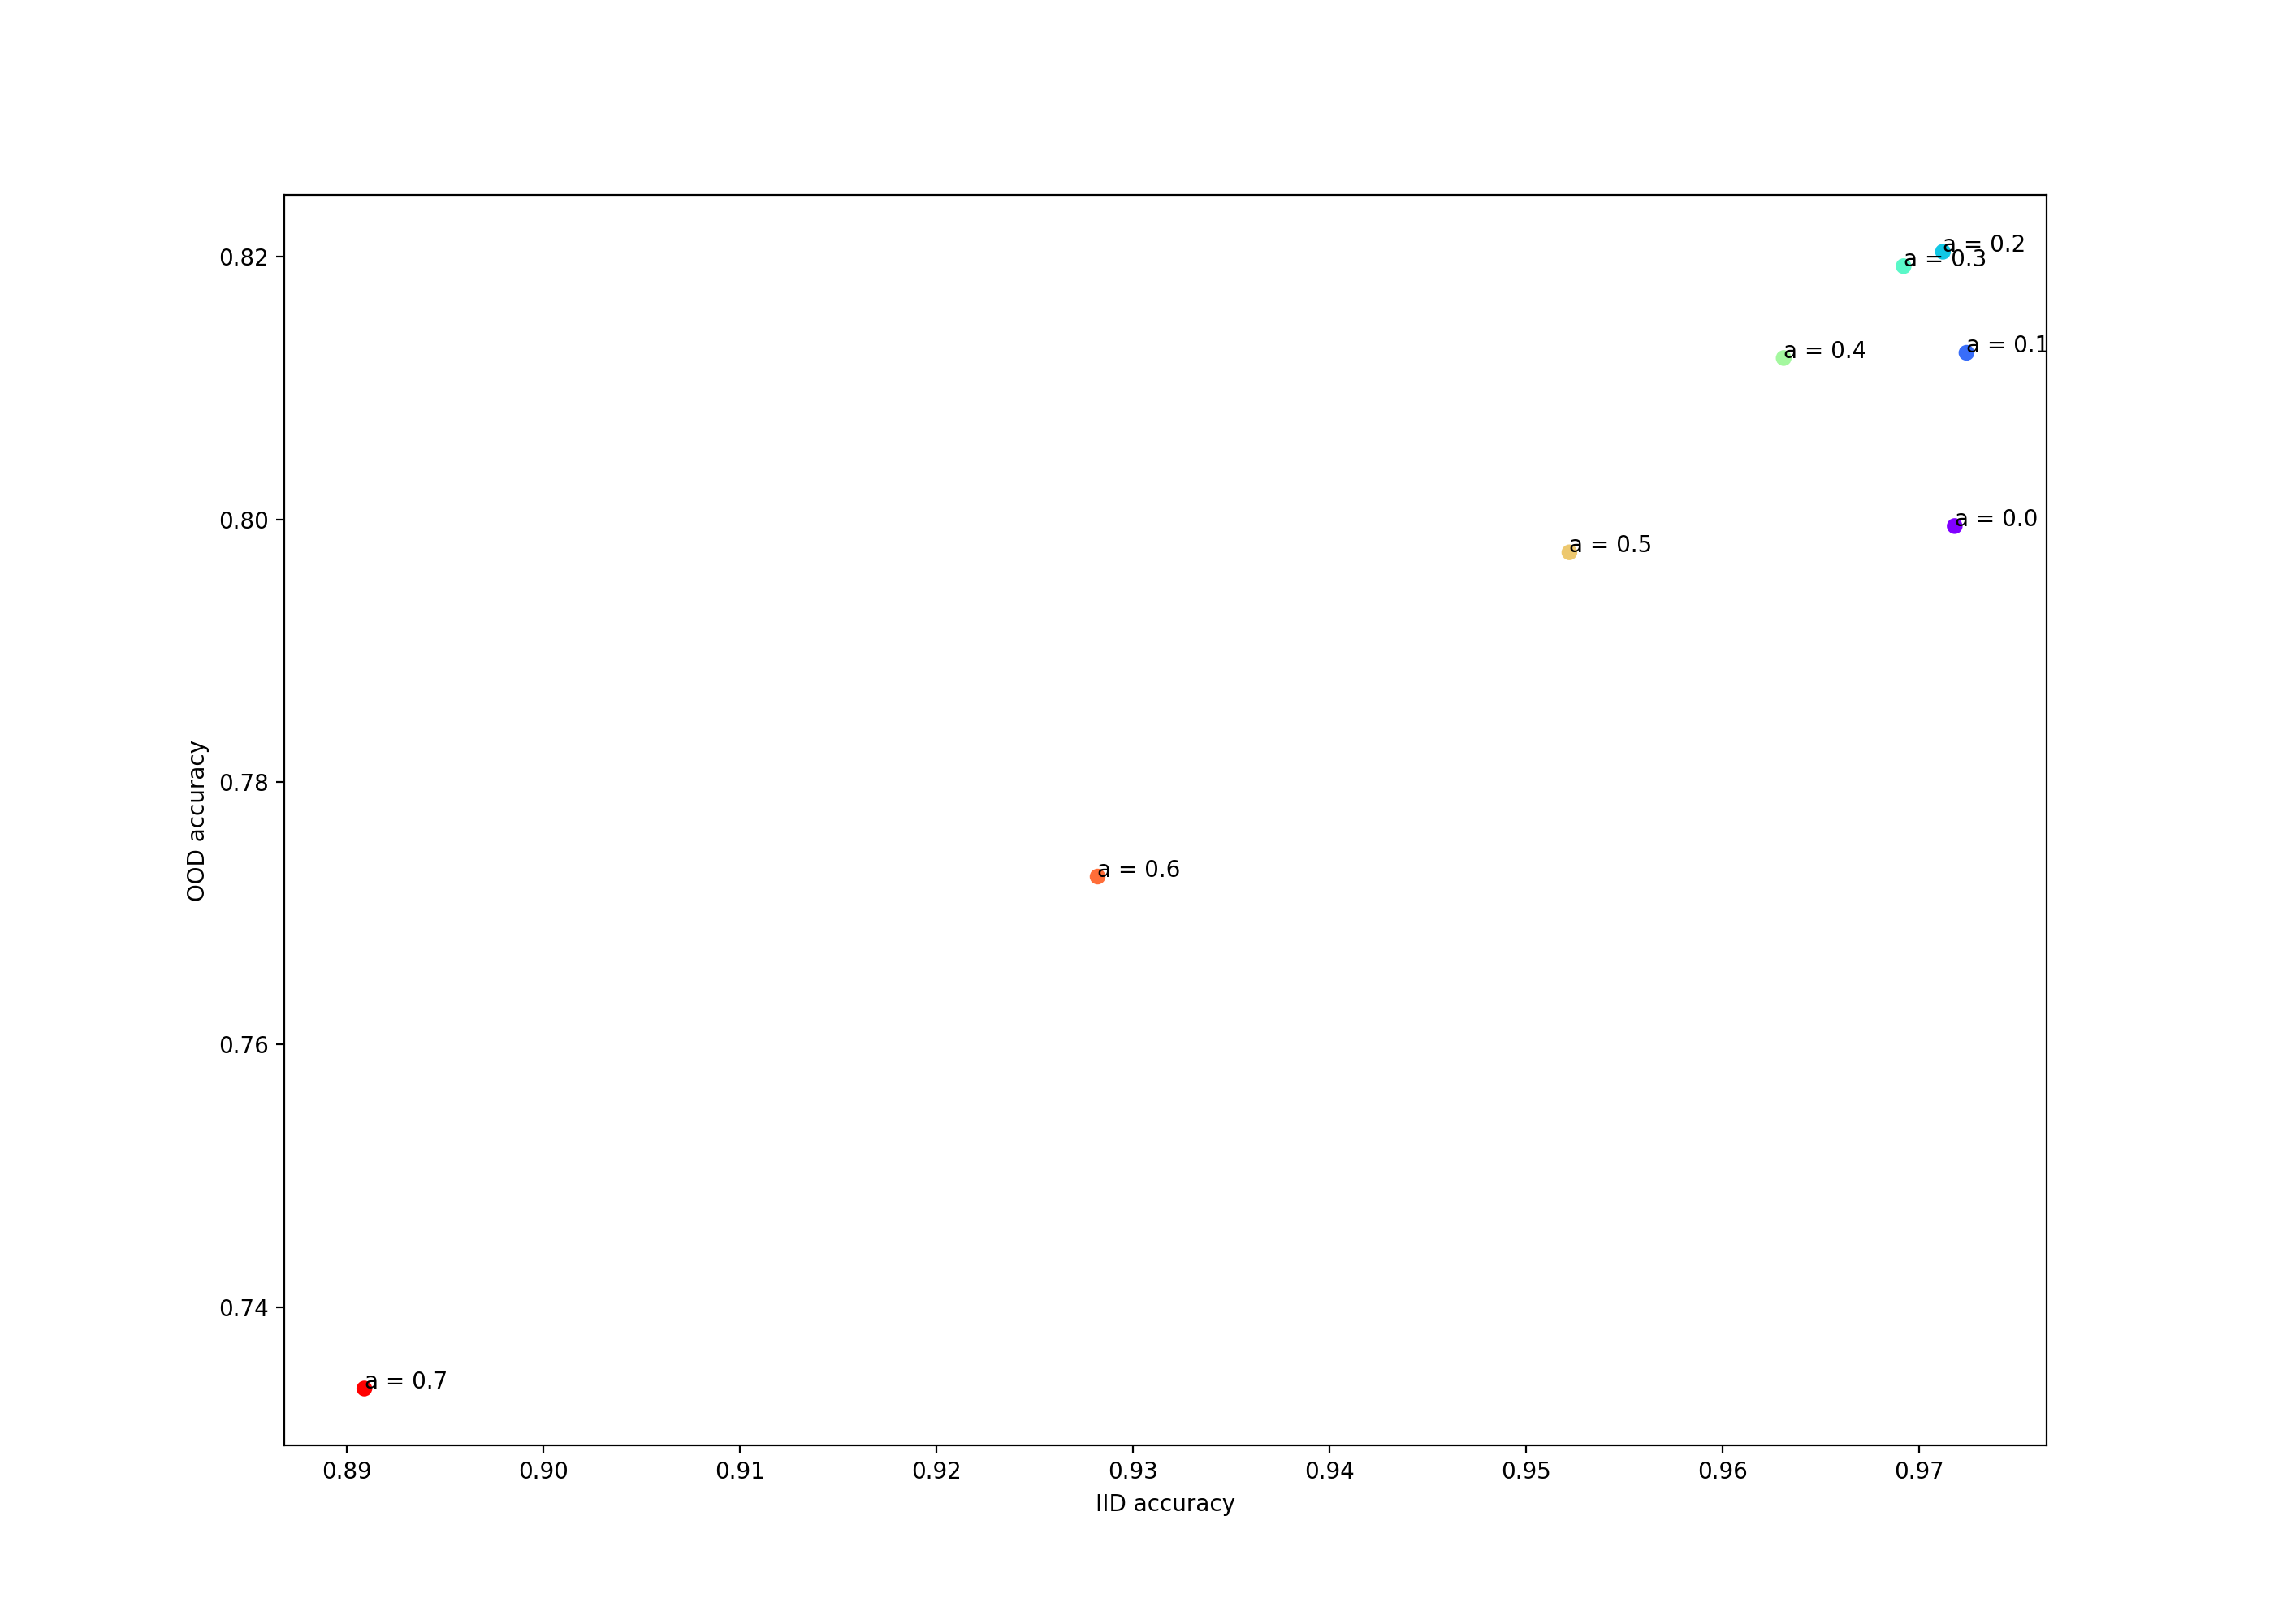 0.82
0.80
0.78
0.76
0.74
OOD accuracy
a = 0.2
a = 0.3
a = 0.1
a = 0.4
a = 0.0
a = 0.5
a = 0.6
a = 0.7
0.89 0.90 0.91 0.92 0.93 0.94 0.95 0.96 0.97
IID accuracy